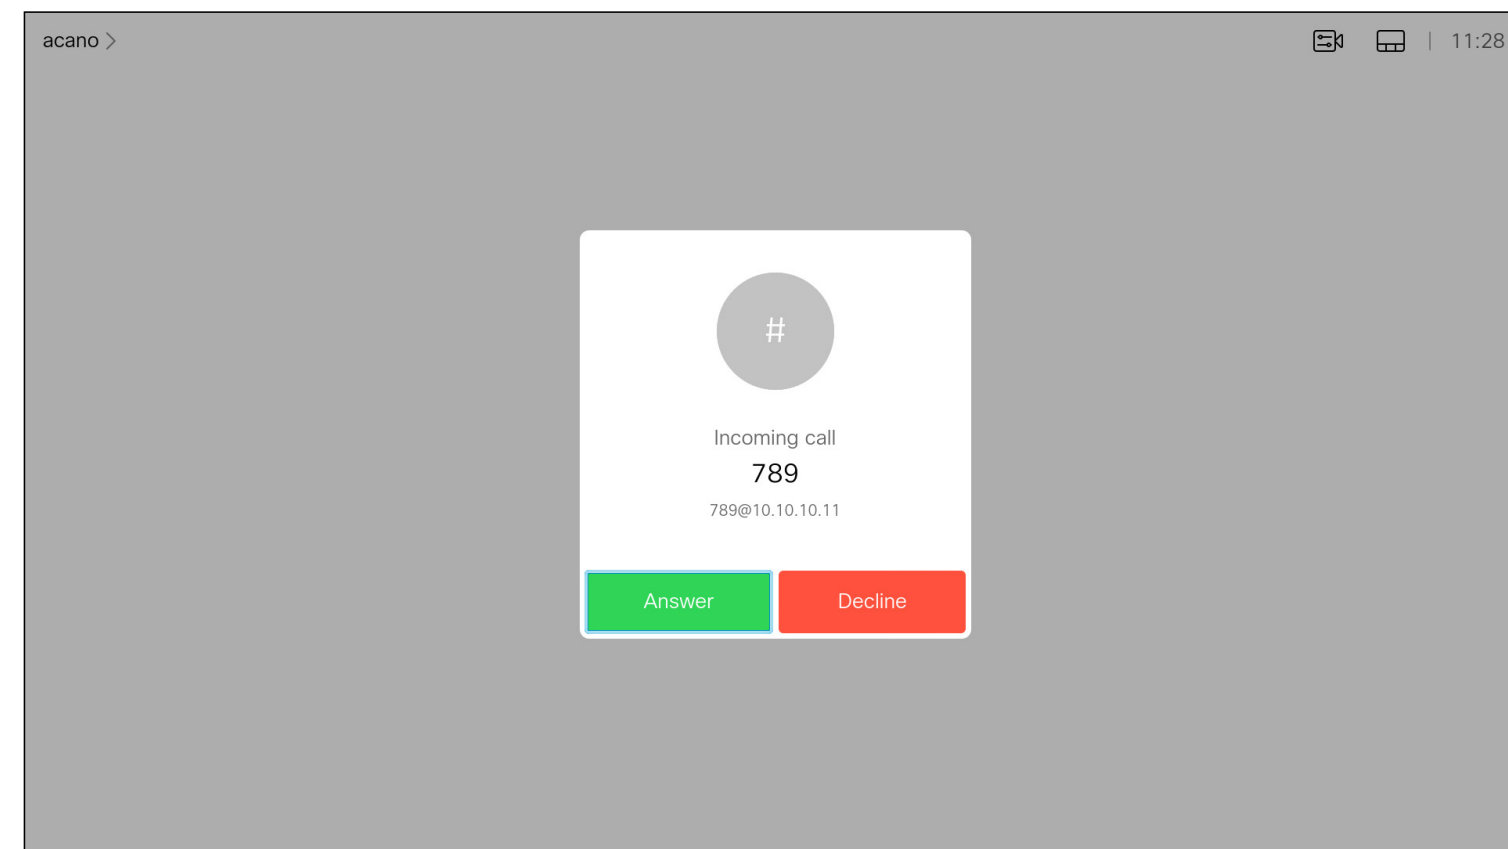 acano
11:28
#
Incoming call
789
789@10.10.10.11
Answer Decline